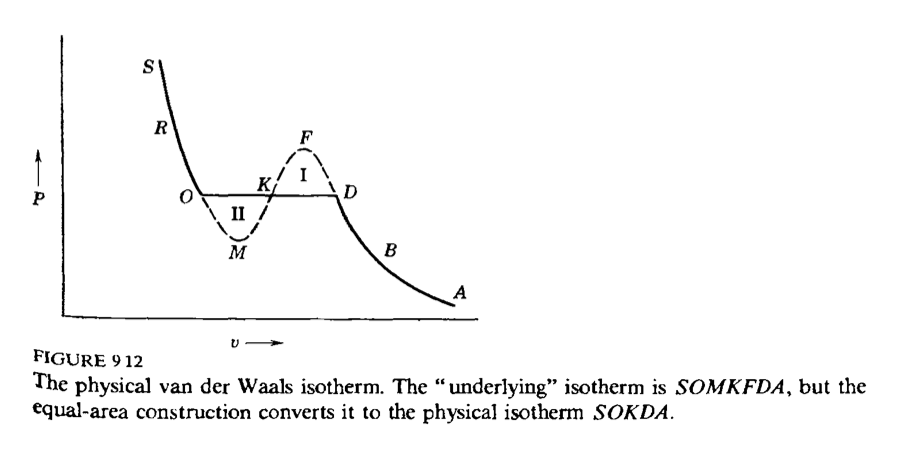 S
R
F
K
I
O
D
P
II
M
B
A
v
FIGURE 9 12
The physical van der Waals isotherm. The “underlying” isotherm is SOMKFDA, but the
equal-area construction converts it to the physical isotherm SOKDA.